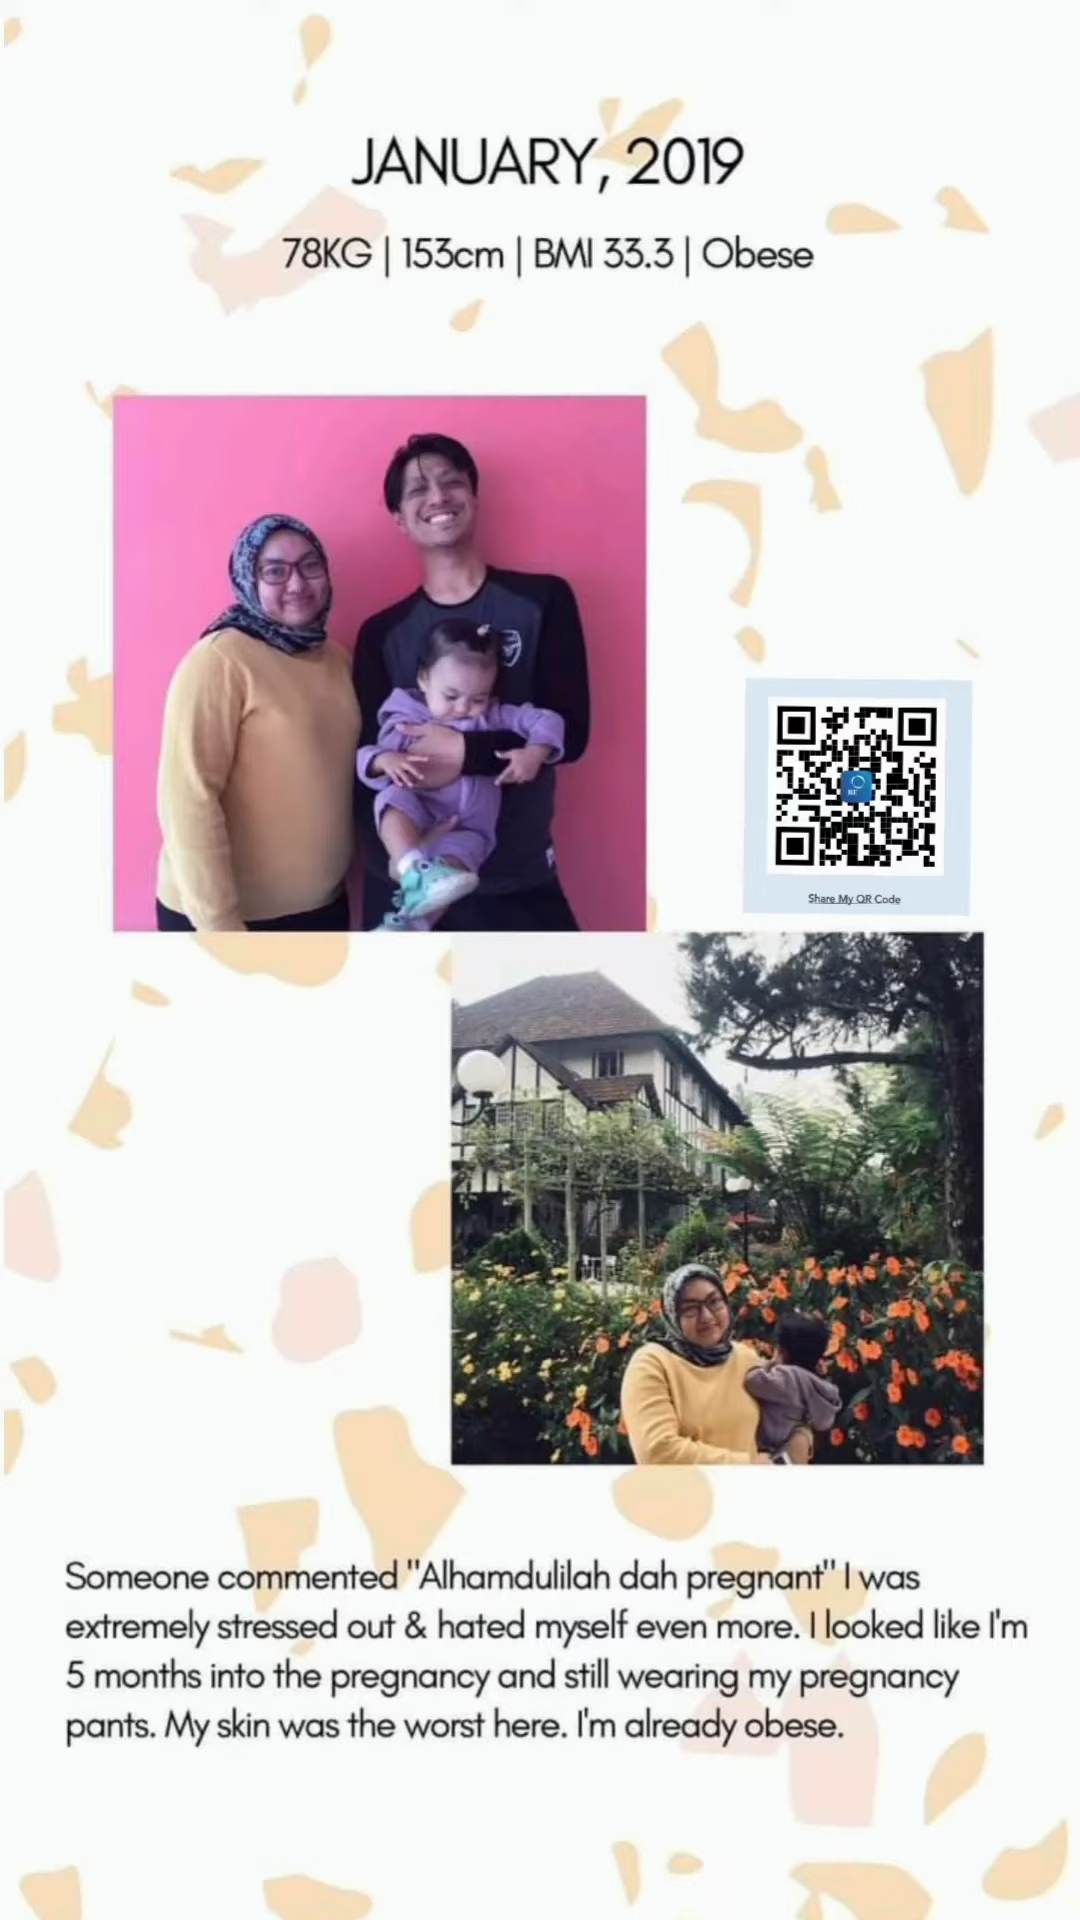 JANUARY, 2019
78KG | 153cm | BMI 33.3 | Obese
Share My QR Code
Someone commented "Alhamdulilah dah pregnant" I was
extremely stressed out & hated myself even more. I looked like I'm
5 months into the pregnancy and still wearing my pregnancy
pants. My skin was the worst here. I'm already obese.